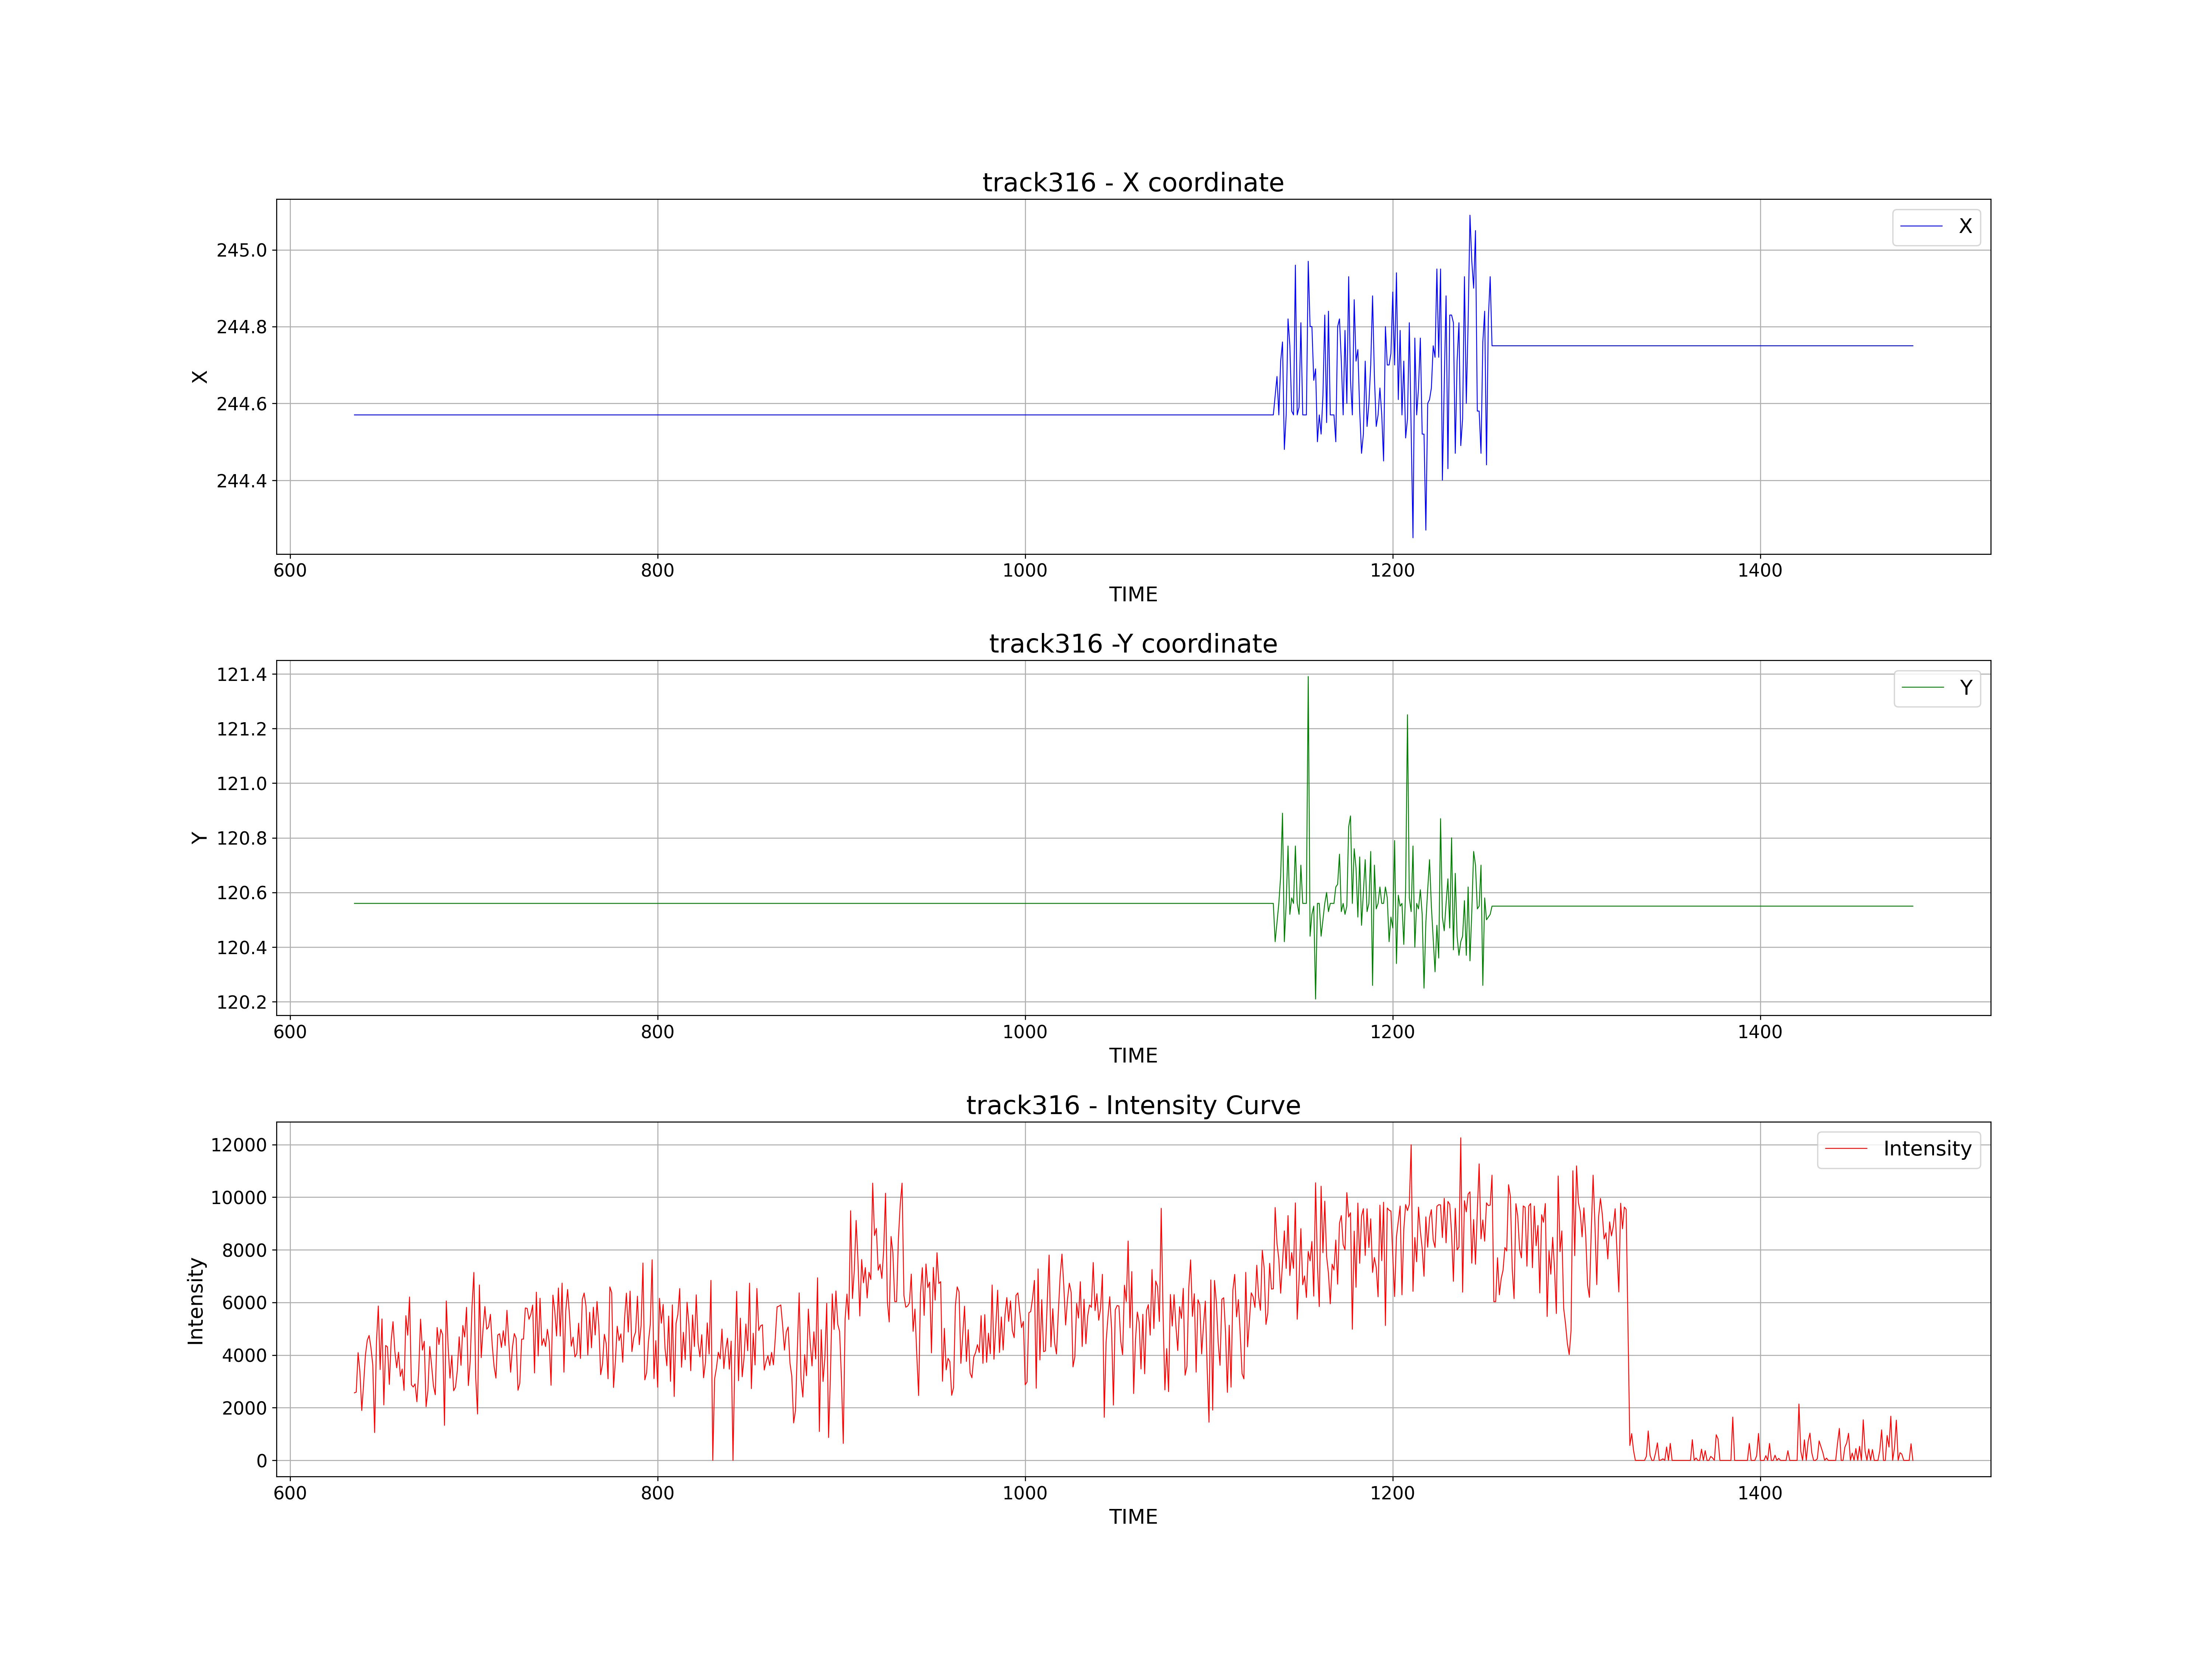 track316 - X coordinate
X
245.0
244.8
244.6
244.4
X
600 800 1000 1200 1400
TIME
track316 -Y coordinate
Y
121.4
121.2
121.0
120.8
120.6
120.4
120.2
Y
600 800 1000 1200 1400
TIME
track316 - Intensity Curve
Intensity
12000
10000
8000
6000
4000
2000
0
Intensity
600 800 1000 1200 1400
TIME